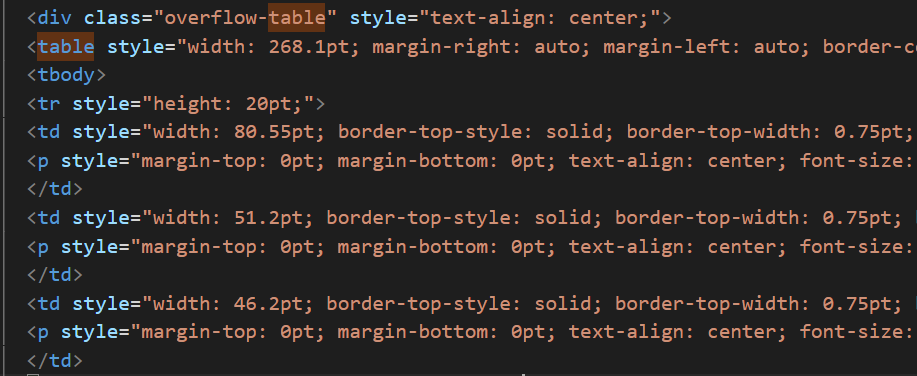 <div class="overflow-table" style="text-align: center;">
<table style="width: 268.1pt; margin-right: auto; margin-left: auto; border-co
<tbody>
<tr style="height: 20pt;">
<td style="width: 80.55pt; border-top-style: solid; border-top-width: 0.75pt;
<p style="margin-top: 0pt; margin-bottom: 0pt; text-align: center; font-size:
</td>
<td style="width: 51.2pt; border-top-style: solid; border-top-width: 0.75pt;
<p style="margin-top: 0pt; margin-bottom: 0pt; text-align: center; font-size:
</td>
<td style="width: 46.2pt; border-top-style: solid; border-top-width: 0.75pt;
<p style="margin-top: 0pt; margin-bottom: 0pt; text-align: center; font-size:
</td>